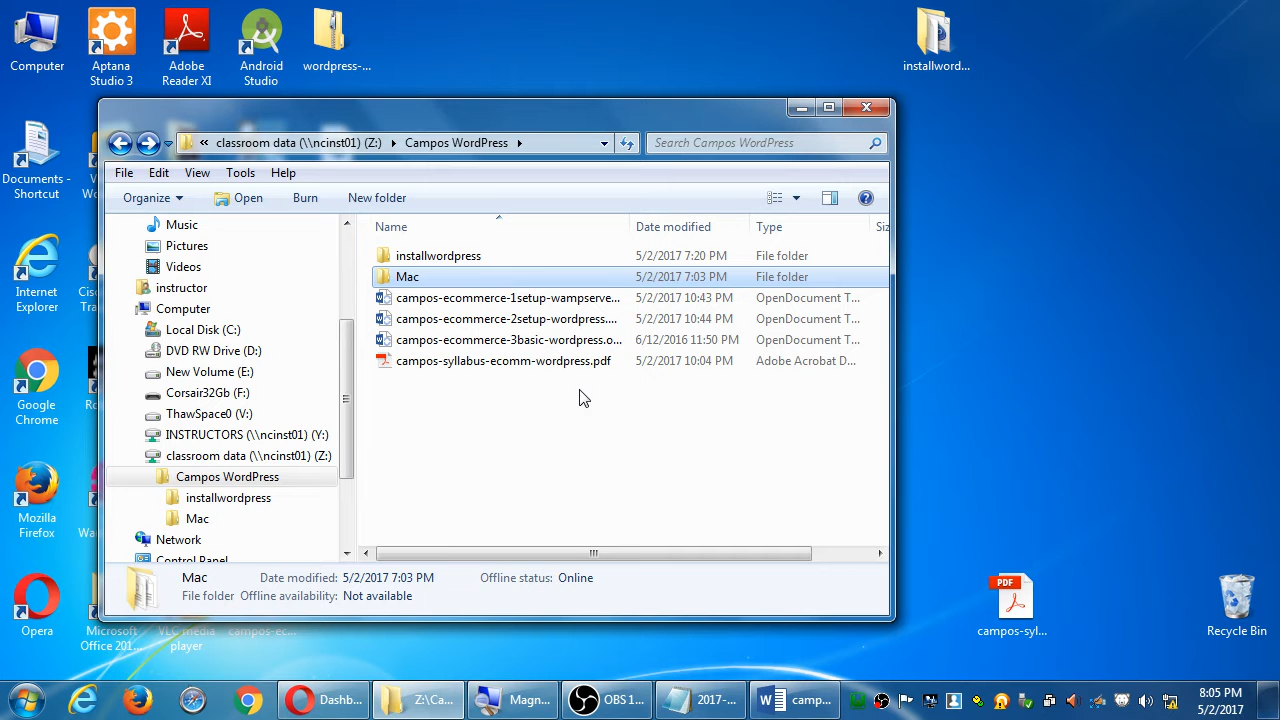 Computer
Aptana
Studio 3
Adobe
Reader XI
Android
Studio
wordpress-...
installword...
Documents -
Shortcut
Internet
Explorer
Google
Chrome
Mozilla
Firefox
Opera
Microsoft
Office 201...
VLC media
player
campos-ec...
classroom data (\\ncinst01) (Z:)
Campos WordPress
Search Campos WordPress
File Edit View Tools Help
Organize Open Burn New folder
Music
Pictures
Videos
instructor
Computer
Local Disk (C:)
DVD RW Drive (D:)
New Volume (E:)
Corsair32Gb (F:)
ThawSpace0 (V:)
INSTRUCTORS (\\ncinst01) (Y:)
classroom data (\\ncinst01) (Z:)
Campos WordPress
installwordpress
Mac
Network
Control Panel
Name Date modified Type Siz
installwordpress 5/2/2017 7:20 PM File folder
Mac 5/2/2017 7:03 PM File folder
campos-ecommerce-1setup-wampserve... 5/2/2017 10:43 PM OpenDocument T...
campos-ecommerce-2setup-wordpress.... 5/2/2017 10:44 PM OpenDocument T...
campos-ecommerce-3basic-wordpress.o... 6/12/2016 11:50 PM OpenDocument T...
campos-syllabus-ecomm-wordpress.pdf 5/2/2017 10:04 PM Adobe Acrobat D...
Mac Date modified: 5/2/2017 7:03 PM Offline status: Online
File folder Offline availability: Not available
PDF
campos-syl...
Recycle Bin
Dashb...
Z:\Ca...
Magn...
OBS 1...
2017-...
camp...
8:05 PM
5/2/2017